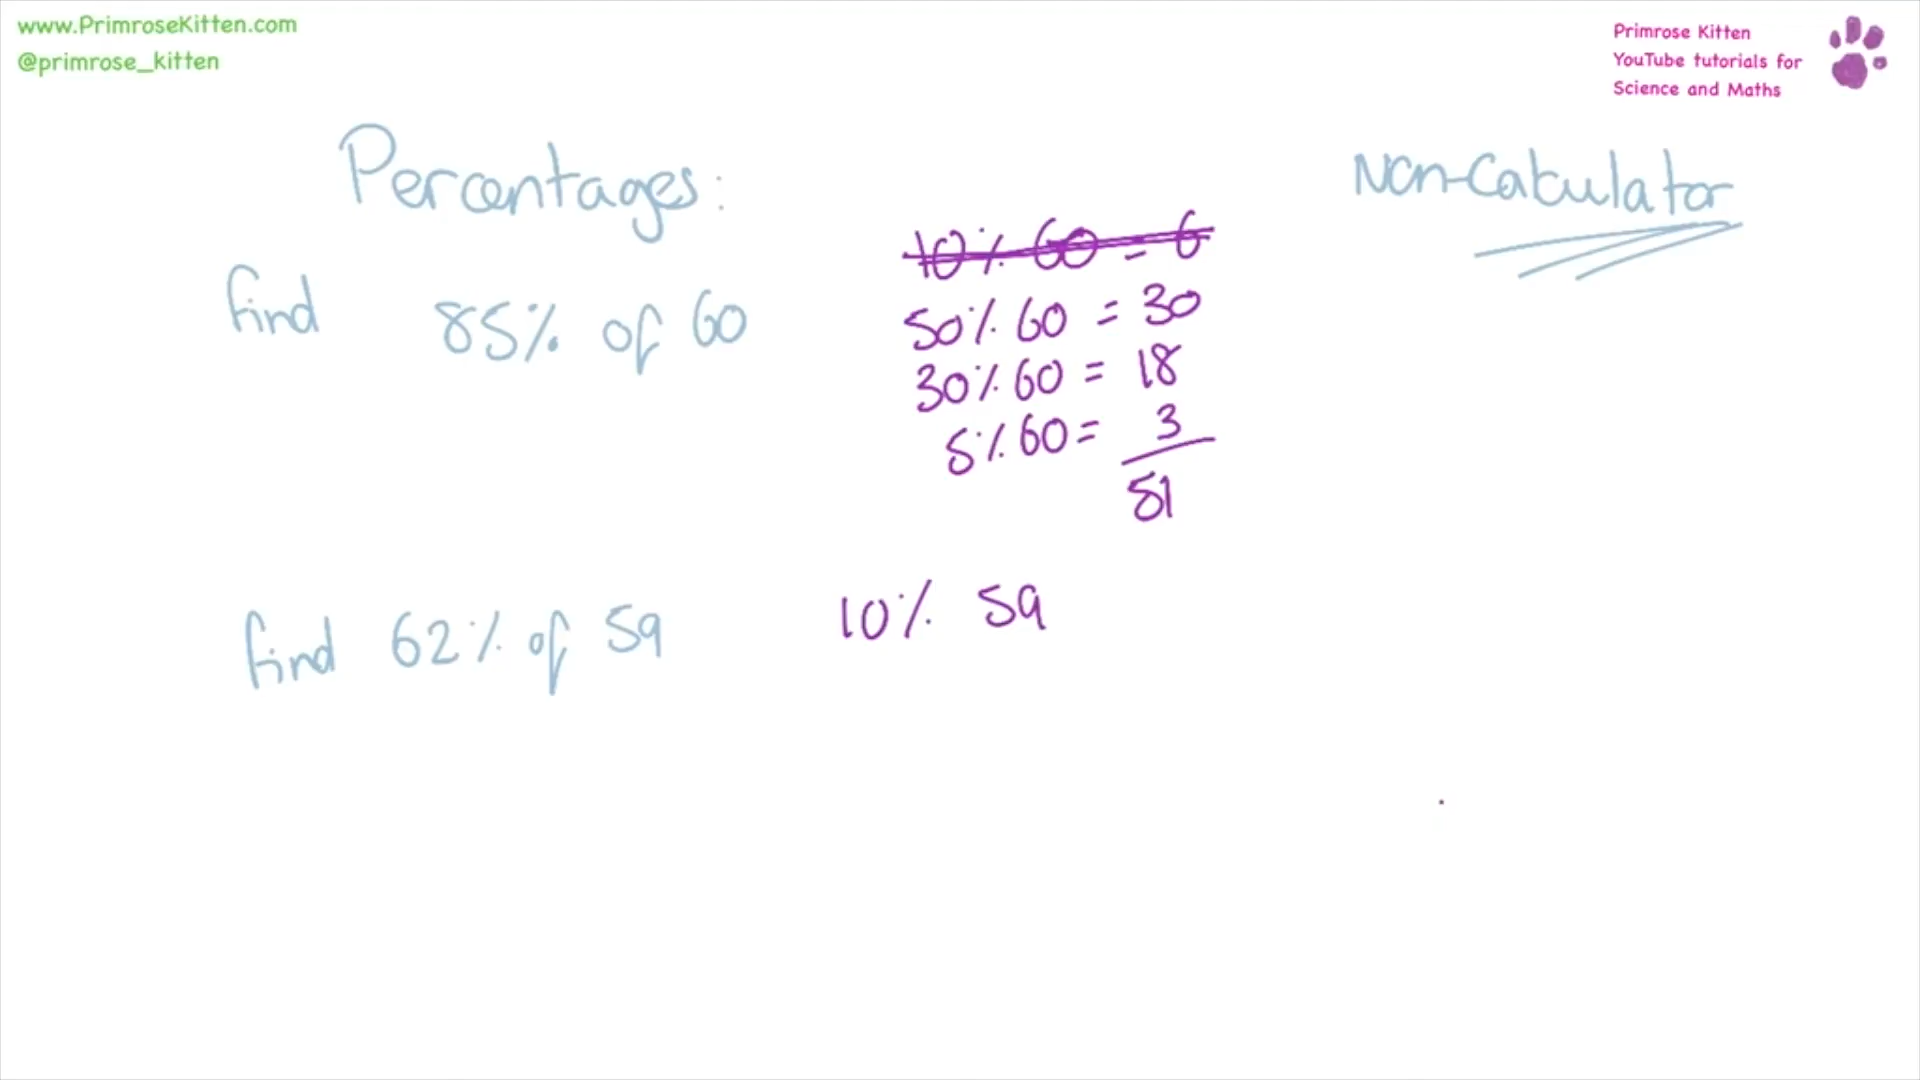 www.PrimroseKitten.com
@primrose_kitten
Primrose Kitten
YouTube tutorials for
Science and Maths
Percentages:
Non-Calculator
find 85% of 60
10% 60 = 6
50% 60 = 30
30% 60 = 18
5% 60 = 3
51
find 62% of 59
10% 59